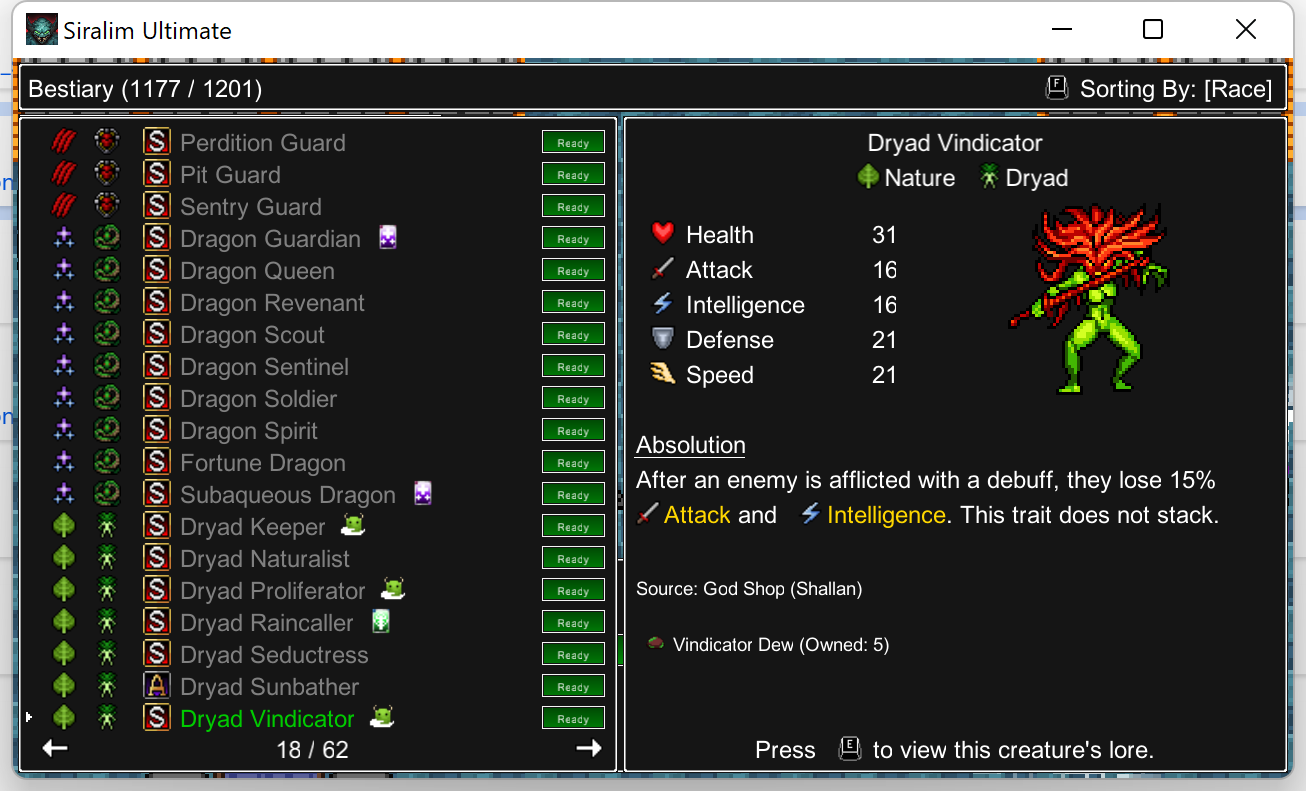 Siralim Ultimate
Bestiary (1177 / 1201)
F Sorting By: [Race]
S Perdition Guard Ready
S Pit Guard Ready
S Sentry Guard Ready
S Dragon Guardian Ready
S Dragon Queen Ready
S Dragon Revenant Ready
S Dragon Scout Ready
S Dragon Sentinel Ready
S Dragon Soldier Ready
S Dragon Spirit Ready
S Fortune Dragon Ready
S Subaqueous Dragon Ready
S Dryad Keeper Ready
S Dryad Naturalist Ready
S Dryad Proliferator Ready
S Dryad Raincaller Ready
S Dryad Seductress Ready
A Dryad Sunbather Ready
S Dryad Vindicator Ready
18 / 62
Dryad Vindicator
Nature Dryad
Health 31
Attack 16
Intelligence 16
Defense 21
Speed 21
Absolution
After an enemy is afflicted with a debuff, they lose 15%
Attack and Intelligence. This trait does not stack.
Source: God Shop (Shallan)
Vindicator Dew (Owned: 5)
Press E to view this creature's lore.